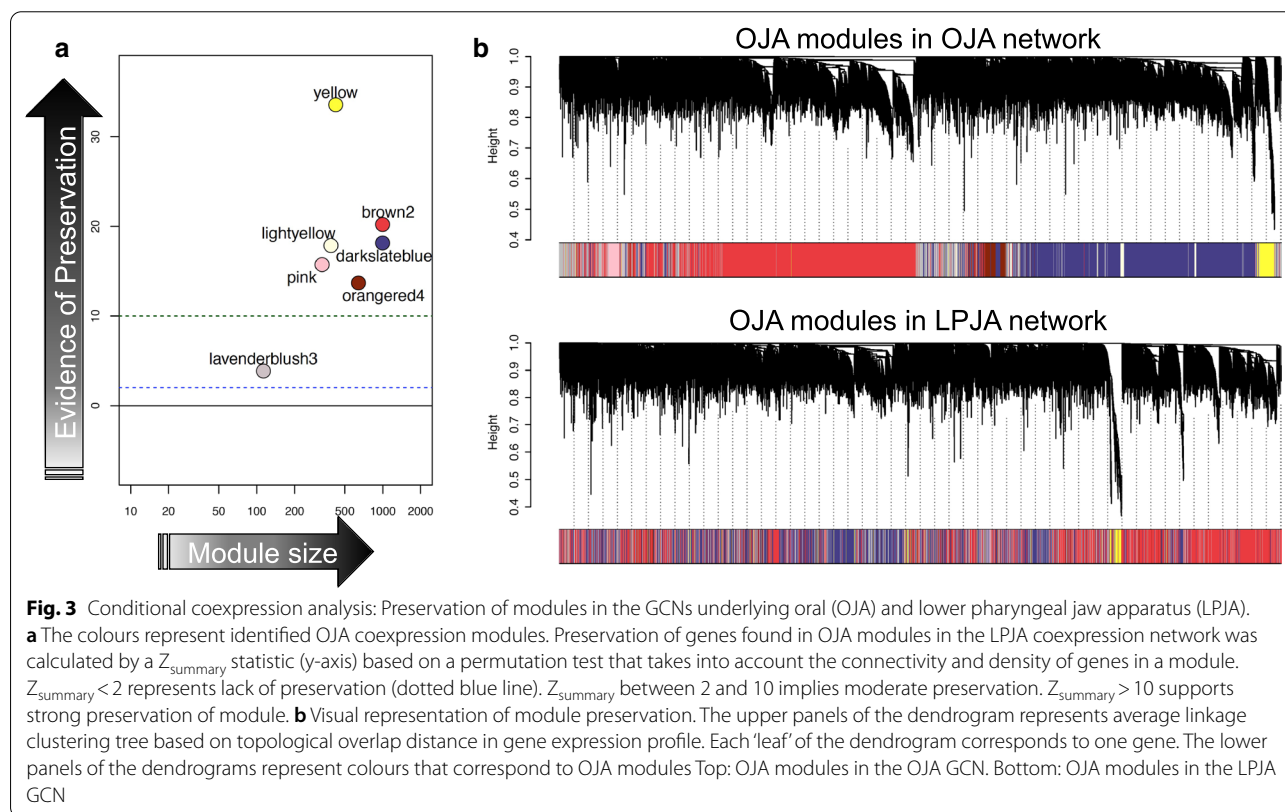 a
Evidence of Preservation
30
20
10
0
yellow
brown2
lightyellow
darkslateblue
pink
orangered4
lavenderblush3
10 20 50 100 200 500 1000 2000
Module size
b
OJA modules in OJA network
Height
1.0
0.9
0.8
0.7
0.6
0.5
0.4
OJA modules in LPJA network
Height
1.0
0.9
0.8
0.7
0.6
0.5
0.4
Fig. 3 Conditional coexpression analysis: Preservation of modules in the GCNs underlying oral (OJA) and lower pharyngeal jaw apparatus (LPJA).
a The colours represent identified OJA coexpression modules. Preservation of genes found in OJA modules in the LPJA coexpression network was
calculated by a Zsummary statistic (y-axis) based on a permutation test that takes into account the connectivity and density of genes in a module.
Zsummary < 2 represents lack of preservation (dotted blue line). Zsummary between 2 and 10 implies moderate preservation. Zsummary > 10 supports
strong preservation of module. b Visual representation of module preservation. The upper panels of the dendrogram represents average linkage
clustering tree based on topological overlap distance in gene expression profile. Each 'leaf' of the dendrogram corresponds to one gene. The lower
panels of the dendrograms represent colours that correspond to OJA modules Top: OJA modules in the OJA GCN. Bottom: OJA modules in the LPJA
GCN